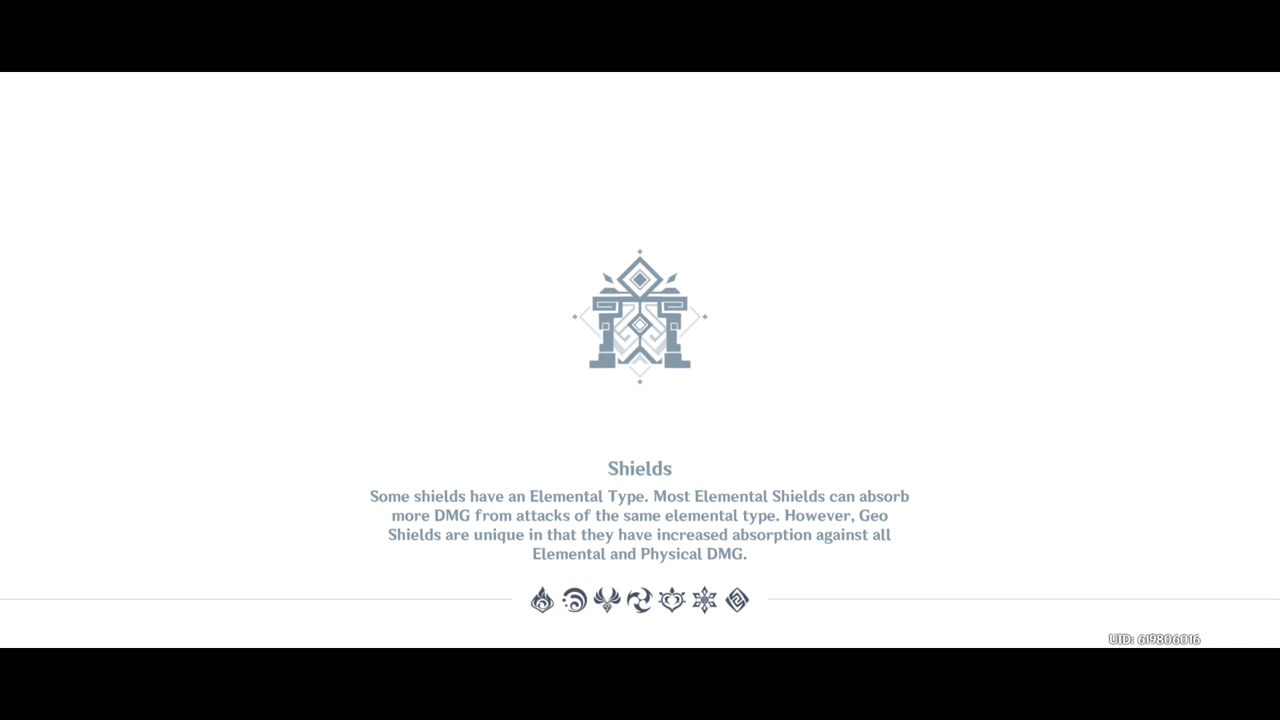 Shields
Some shields have an Elemental Type. Most Elemental Shields can absorb
more DMG from attacks of the same elemental type. However, Geo
Shields are unique in that they have increased absorption against all
Elemental and Physical DMG.
UID: 619806016